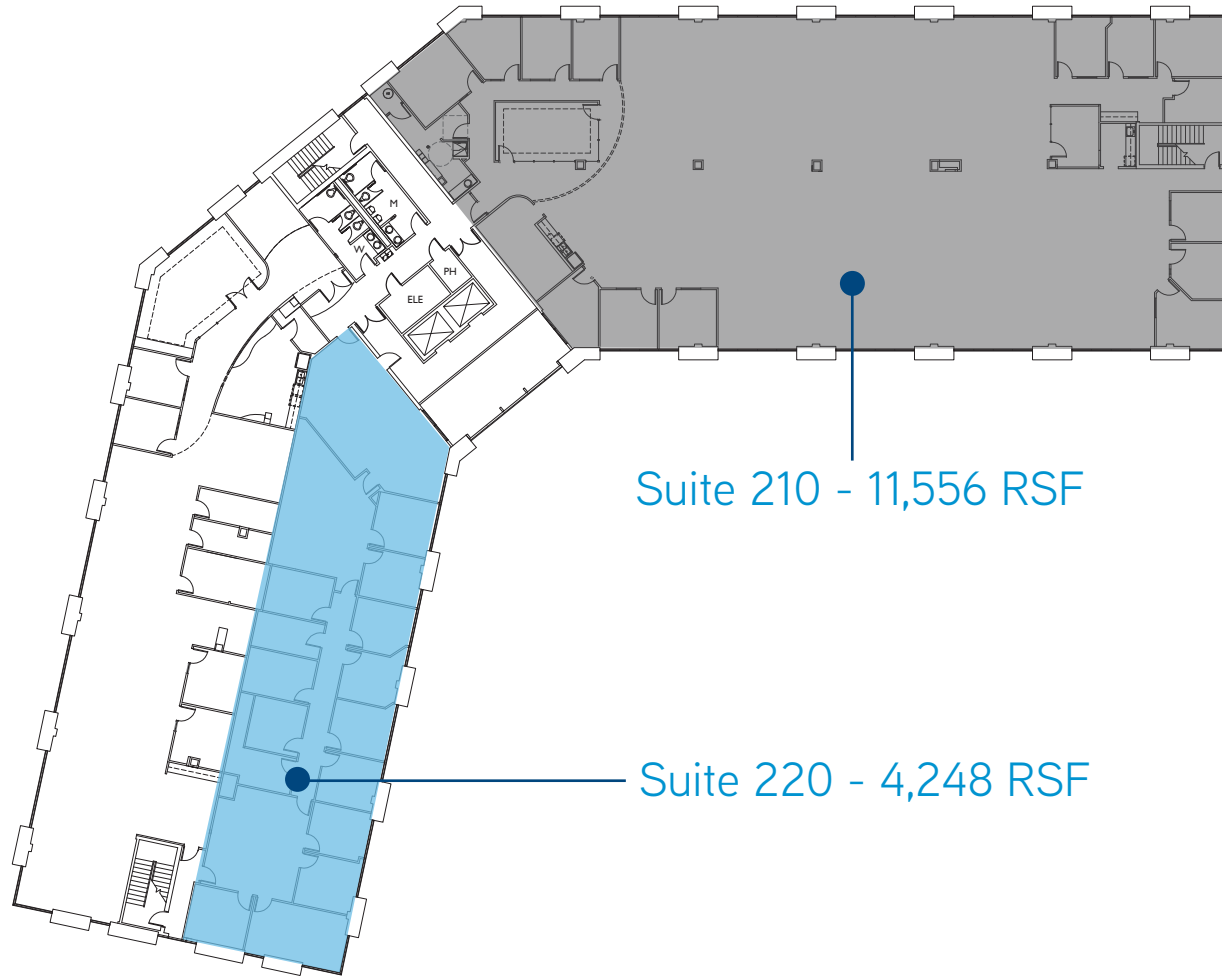 M
W
PH
ELE
Suite 210 - 11,556 RSF
Suite 220 - 4,248 RSF